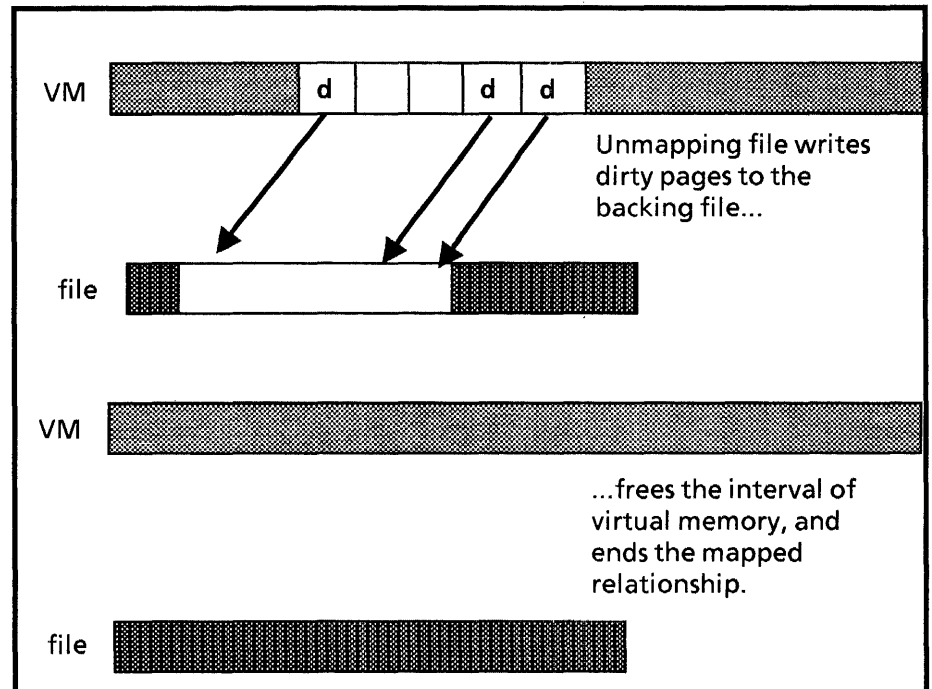 VM
d d d
Unmapping file writes
dirty pages to the
backing file...
file
VM
...frees the interval of
virtual memory, and
ends the mapped
relationship.
file